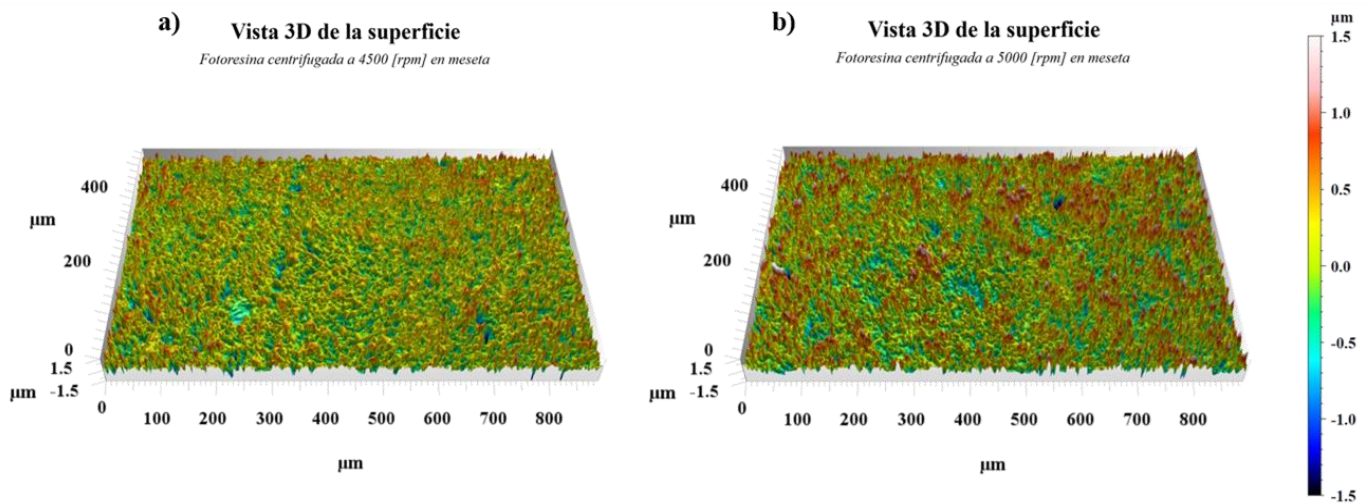 a)
Vista 3D de la superficie
Fotoresina centrifugada a 4500 [rpm] en meseta
400
µm
200
0
1.5
µm
-1.5
0
100
200
300
400
500
600
700
800
µm
b)
Vista 3D de la superficie
Fotoresina centrifugada a 5000 [rpm] en meseta
400
µm
200
0
1.5
µm
-1.5
0
100
200
300
400
500
600
700
800
µm
µm
1.5
1.0
0.5
0.0
-0.5
-1.0
-1.5